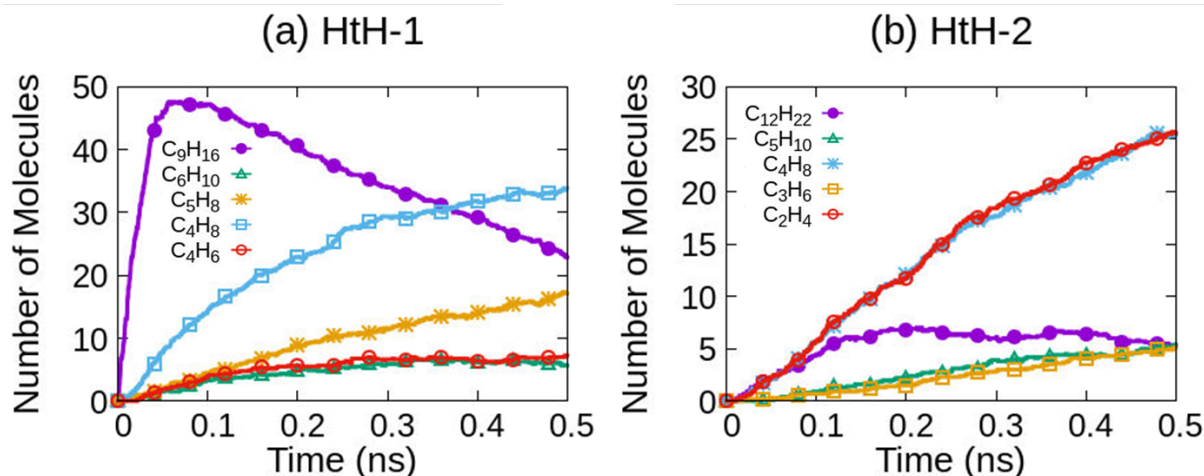 (a) HtH-1
Number of Molecules
50
40
30
20
10
0
C₉H₁₆
C₆H₁₀
C₅H₈
C₄H₈
C₄H₆
0 0.1 0.2 0.3 0.4 0.5
Time (ns)
(b) HtH-2
Number of Molecules
30
25
20
15
10
5
0
C₁₂H₂₂
C₅H₁₀
C₄H₈
C₃H₆
C₂H₄
0 0.1 0.2 0.3 0.4 0.5
Time (ns)